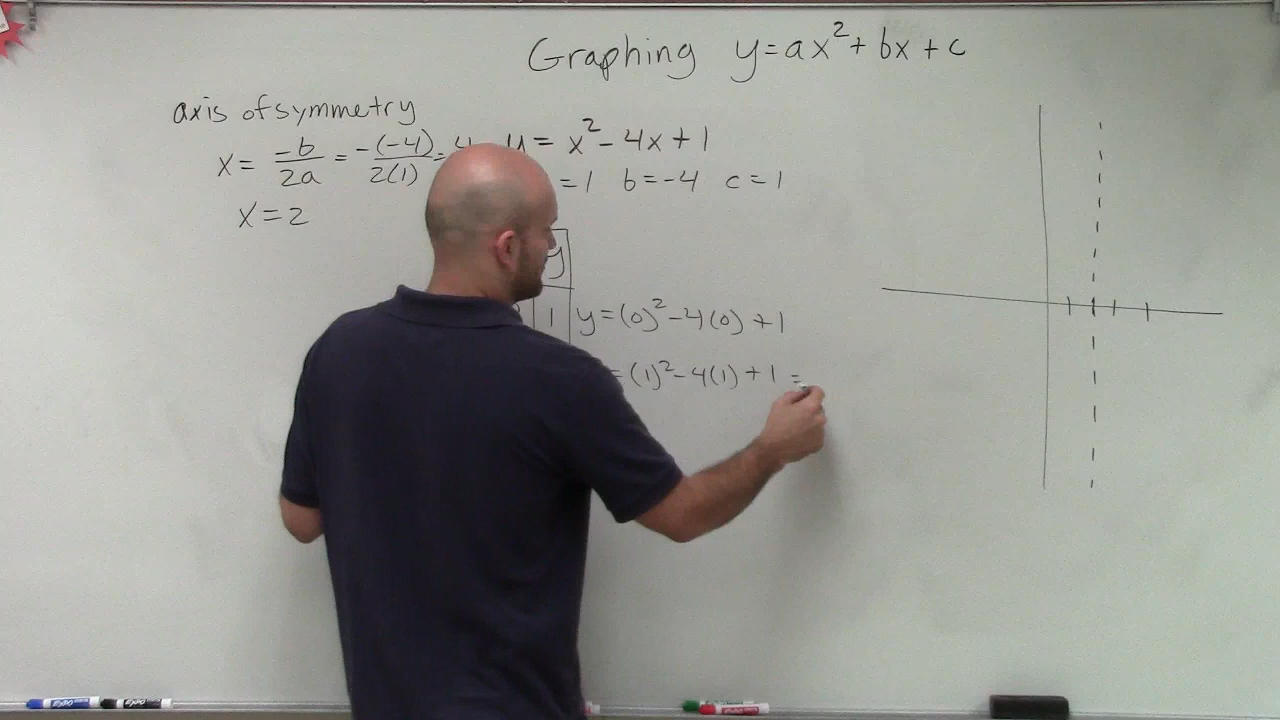 Graphing y=ax²+bx+c
axis of symmetry
x = -b/2a = -(-4)/2(1) = 4
y = x² - 4x + 1
= 1 b = -4 c = 1
x = 2
y
1 y = (0)² - 4(0) + 1
= (1)² - 4(1) + 1 =